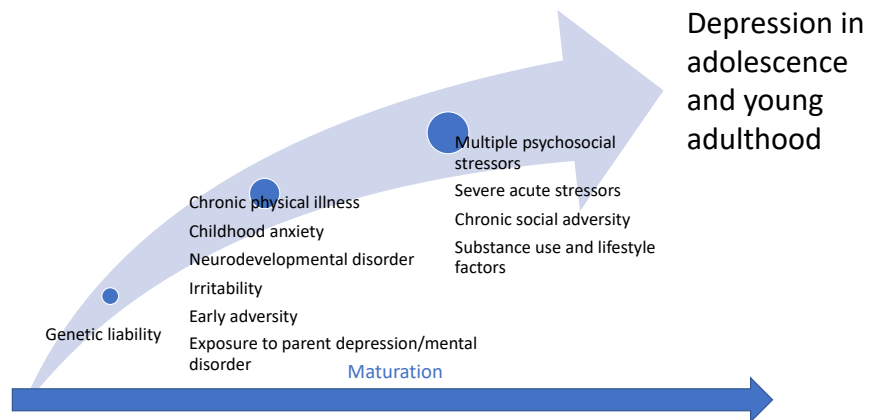 Depression in
adolescence
and young
adulthood
Multiple psychosocial
stressors
Severe acute stressors
Chronic social adversity
Substance use and lifestyle
factors
Chronic physical illness
Childhood anxiety
Neurodevelopmental disorder
Irritability
Early adversity
Exposure to parent depression/mental
disorder
Genetic liability
Maturation